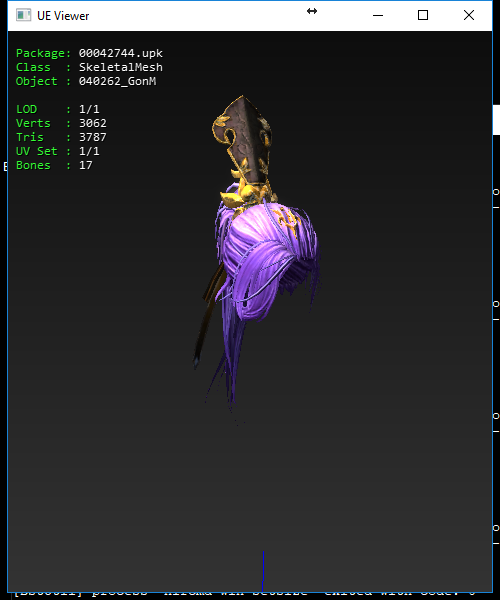 UE Viewer
Package: 00042744.upk
Class : SkeletalMesh
Object : 040262_GonM
LOD : 1/1
Verts : 3062
Tris : 3787
UV Set : 1/1
Bones : 17